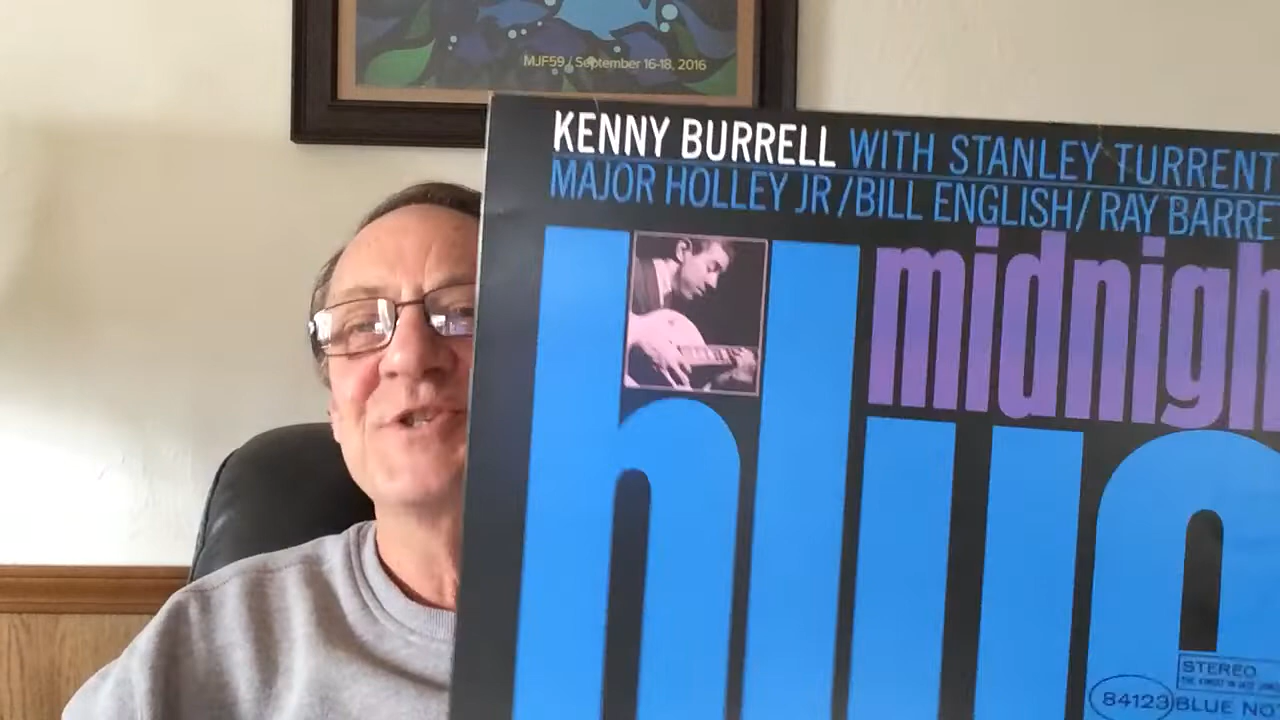 MJF59 / September 16-18, 2016
KENNY BURRELL WITH STANLEY TURRENT
MAJOR HOLLEY JR / BILL ENGLISH / RAY BARRE
midnigh
blue
STEREO
84123 BLUE NO